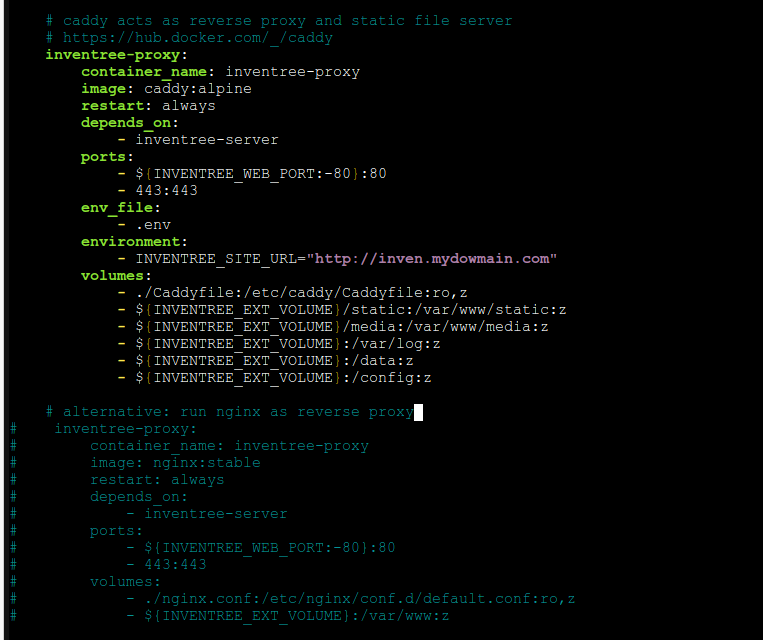 # caddy acts as reverse proxy and static file server
# https://hub.docker.com/_/caddy
inventree-proxy:
container_name: inventree-proxy
image: caddy:alpine
restart: always
depends_on:
- inventree-server
ports:
- ${INVENTREE_WEB_PORT:-80}:80
- 443:443
env_file:
- .env
environment:
- INVENTREE_SITE_URL="http://inven.mydowmain.com"
volumes:
- ./Caddyfile:/etc/caddy/Caddyfile:ro,z
- ${INVENTREE_EXT_VOLUME}/static:/var/www/static:z
- ${INVENTREE_EXT_VOLUME}/media:/var/www/media:z
- ${INVENTREE_EXT_VOLUME}:/var/log:z
- ${INVENTREE_EXT_VOLUME}:/data:z
- ${INVENTREE_EXT_VOLUME}:/config:z
# alternative: run nginx as reverse proxy
# inventree-proxy:
# container_name: inventree-proxy
# image: nginx:stable
# restart: always
# depends_on:
# - inventree-server
# ports:
# - ${INVENTREE_WEB_PORT:-80}:80
# - 443:443
# volumes:
# - ./nginx.conf:/etc/nginx/conf.d/default.conf:ro,z
# - ${INVENTREE_EXT_VOLUME}:/var/www:z